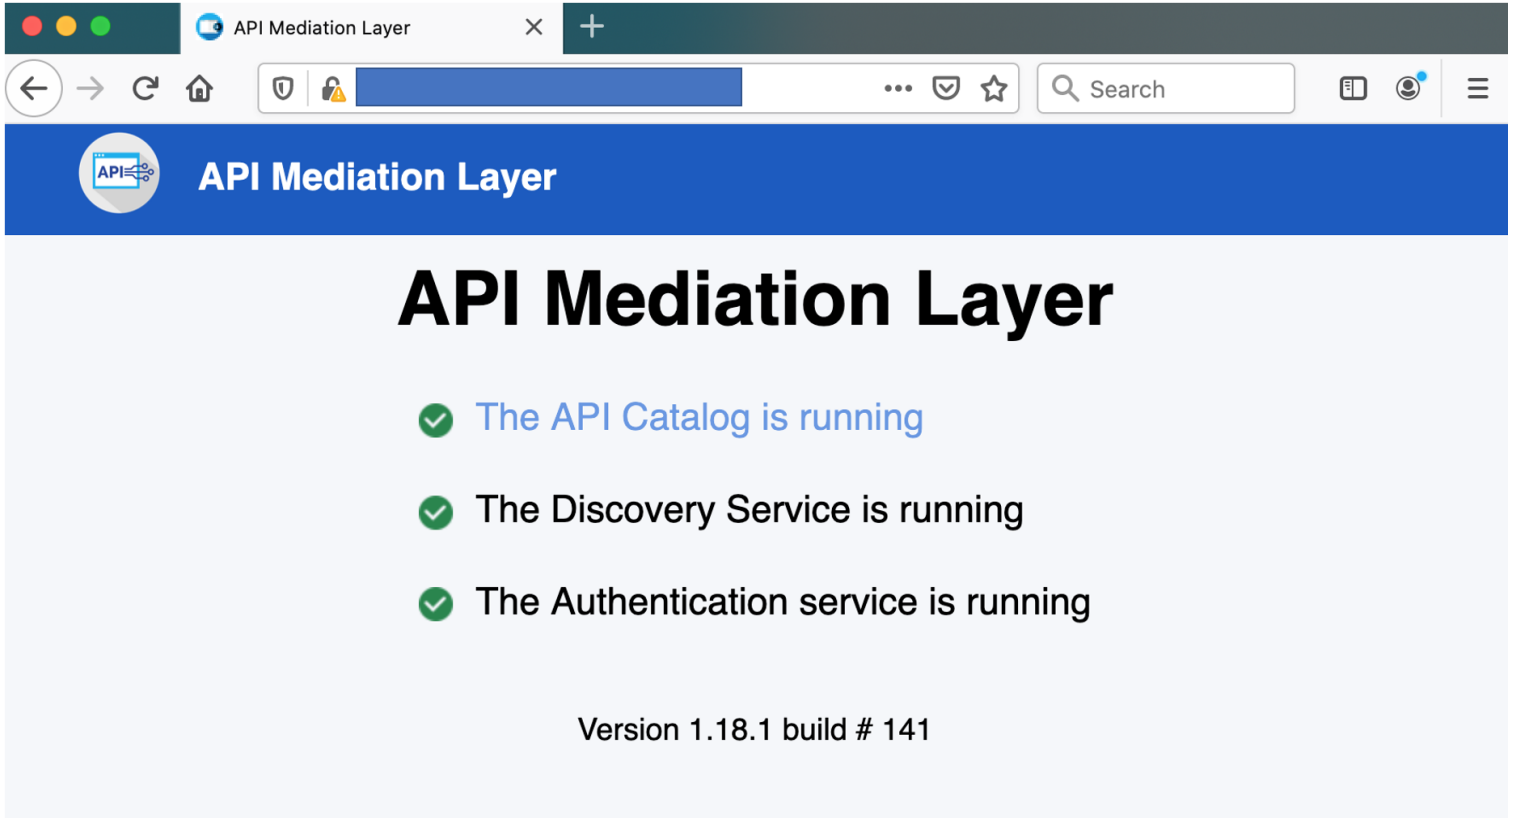 API Mediation Layer
Search
API
API Mediation Layer
API Mediation Layer
The API Catalog is running
The Discovery Service is running
The Authentication service is running
Version 1.18.1 build # 141